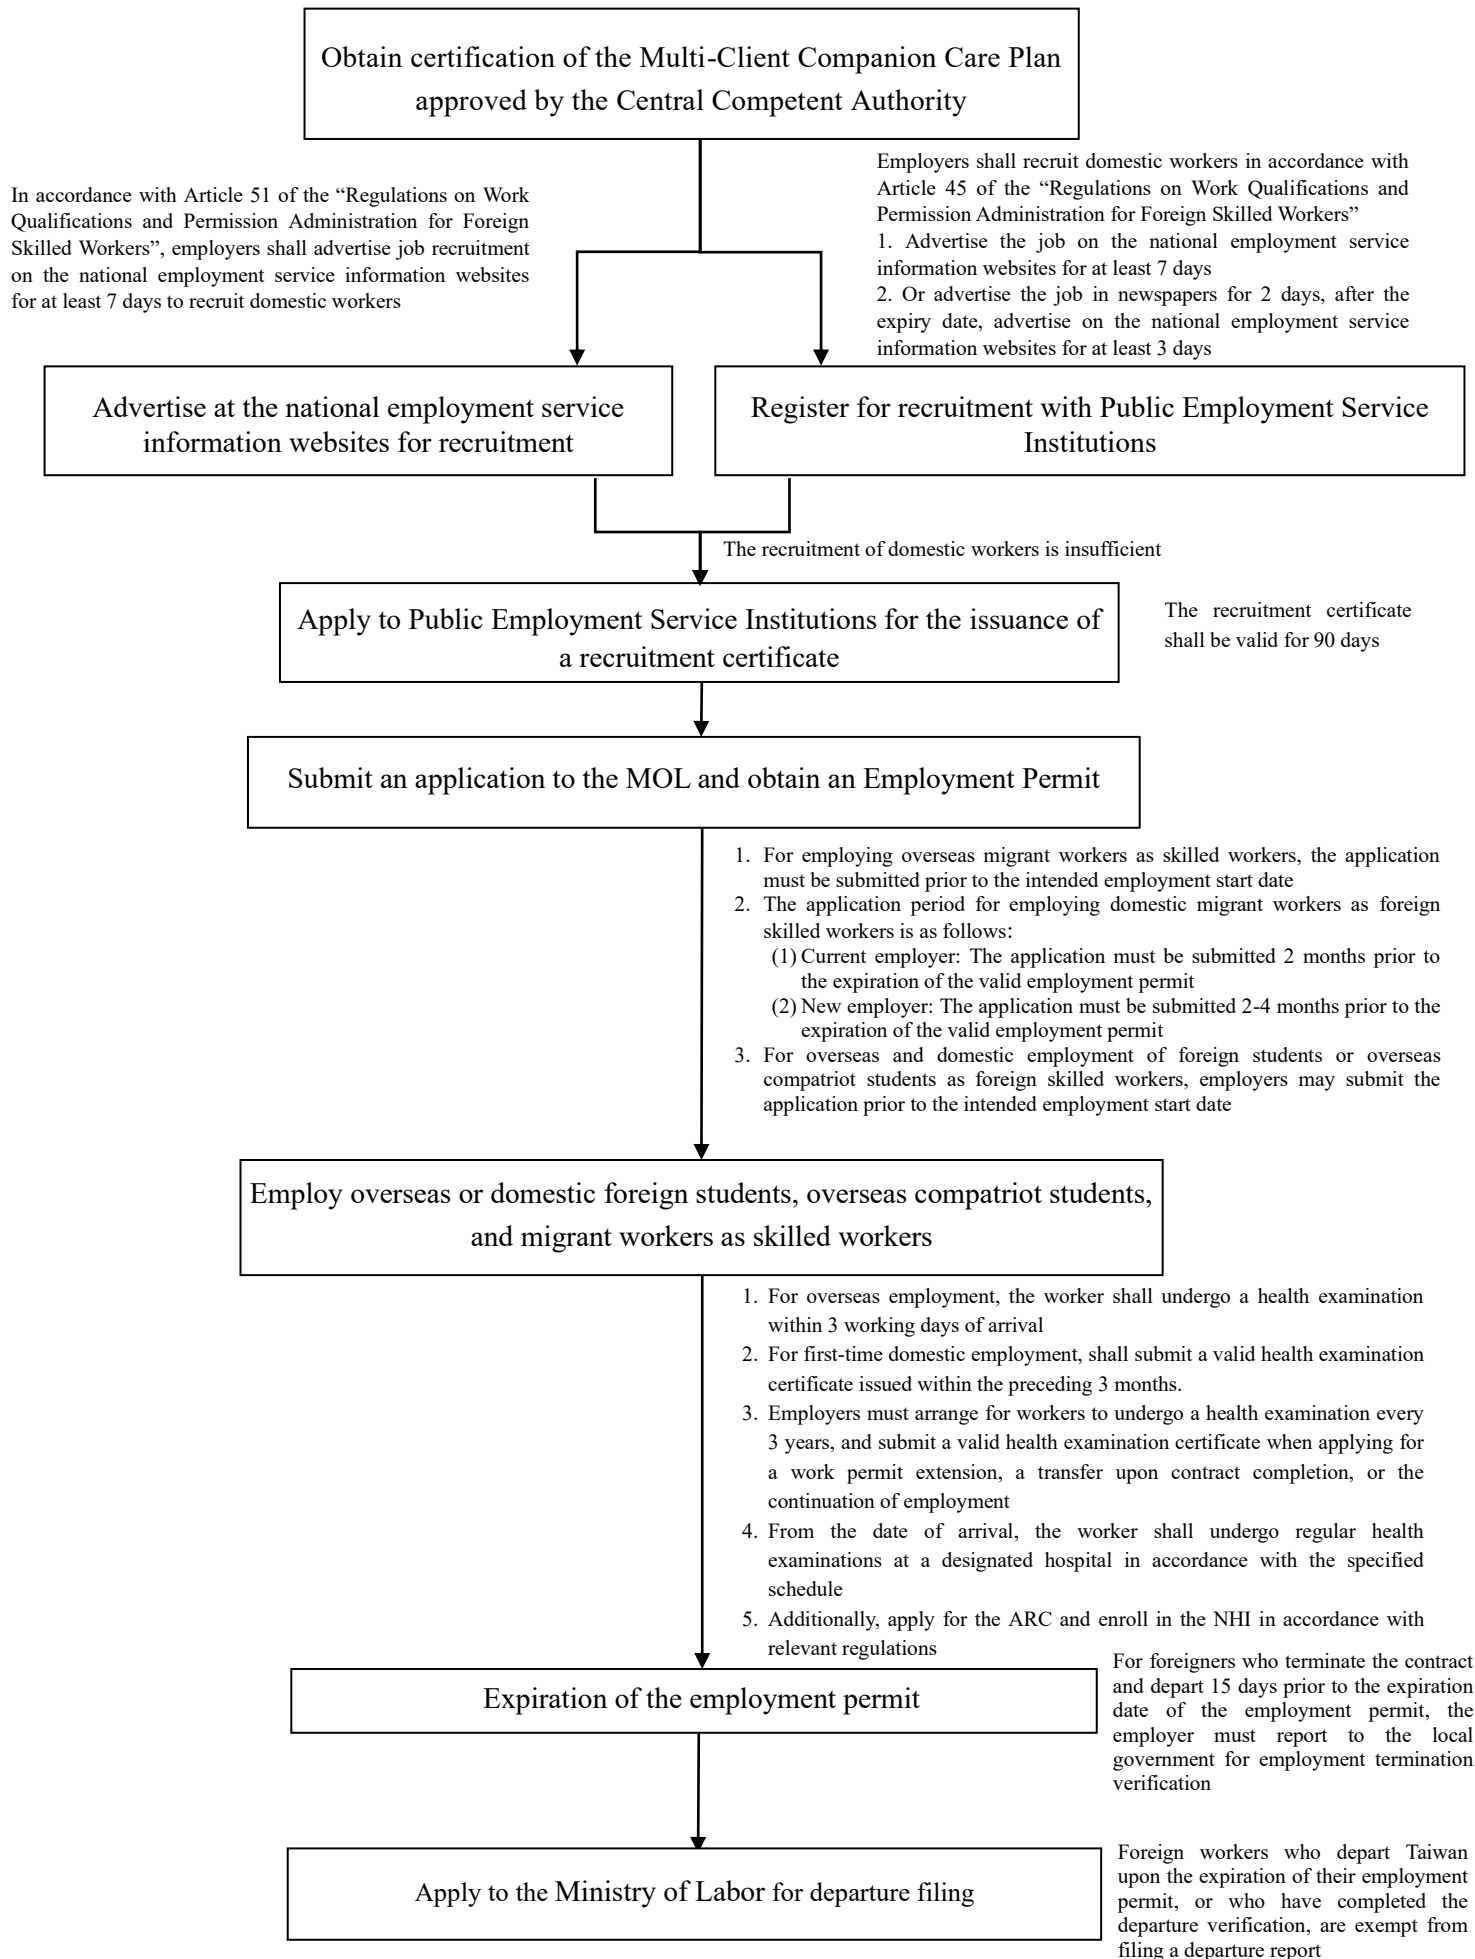 Obtain certification of the Multi-Client Companion Care Plan
approved by the Central Competent Authority
In accordance with Article 51 of the “Regulations on Work
Qualifications and Permission Administration for Foreign
Skilled Workers”, employers shall advertise job recruitment
on the national employment service information websites
for at least 7 days to recruit domestic workers
Employers shall recruit domestic workers in accordance with
Article 45 of the “Regulations on Work Qualifications and
Permission Administration for Foreign Skilled Workers”
1. Advertise the job on the national employment service
information websites for at least 7 days
2. Or advertise the job in newspapers for 2 days, after the
expiry date, advertise on the national employment service
information websites for at least 3 days
Advertise at the national employment service
information websites for recruitment
Register for recruitment with Public Employment Service
Institutions
The recruitment of domestic workers is insufficient
Apply to Public Employment Service Institutions for the issuance of
a recruitment certificate
The recruitment certificate
shall be valid for 90 days
Submit an application to the MOL and obtain an Employment Permit
1. For employing overseas migrant workers as skilled workers, the application
must be submitted prior to the intended employment start date
2. The application period for employing domestic migrant workers as foreign
skilled workers is as follows:
(1) Current employer: The application must be submitted 2 months prior to
the expiration of the valid employment permit
(2) New employer: The application must be submitted 2-4 months prior to the
expiration of the valid employment permit
3. For overseas and domestic employment of foreign students or overseas
compatriot students as foreign skilled workers, employers may submit the
application prior to the intended employment start date
Employ overseas or domestic foreign students, overseas compatriot students,
and migrant workers as skilled workers
1. For overseas employment, the worker shall undergo a health examination
within 3 working days of arrival
2. For first-time domestic employment, shall submit a valid health examination
certificate issued within the preceding 3 months.
3. Employers must arrange for workers to undergo a health examination every
3 years, and submit a valid health examination certificate when applying for
a work permit extension, a transfer upon contract completion, or the
continuation of employment
4. From the date of arrival, the worker shall undergo regular health
examinations at a designated hospital in accordance with the specified
schedule
5. Additionally, apply for the ARC and enroll in the NHI in accordance with
relevant regulations
Expiration of the employment permit
For foreigners who terminate the contract
and depart 15 days prior to the expiration
date of the employment permit, the
employer must report to the local
government for employment termination
verification
Apply to the Ministry of Labor for departure filing
Foreign workers who depart Taiwan
upon the expiration of their employment
permit, or who have completed the
departure verification, are exempt from
filing a departure report